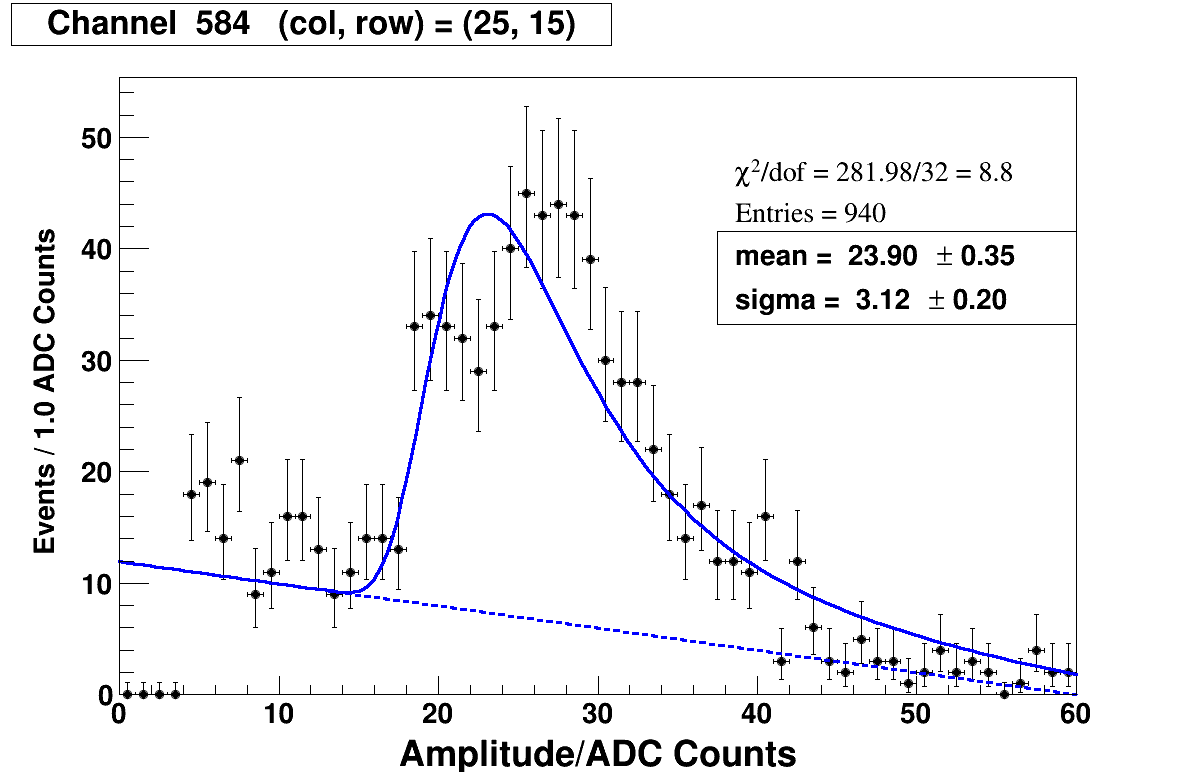 Channel 584 (col, row) = (25, 15)
χ²/dof = 281.98/32 = 8.8
Entries = 940
mean = 23.90 ± 0.35
sigma = 3.12 ± 0.20
Events / 1.0 ADC Counts
50
40
30
20
10
0
0 10 20 30 40 50 60
Amplitude/ADC Counts